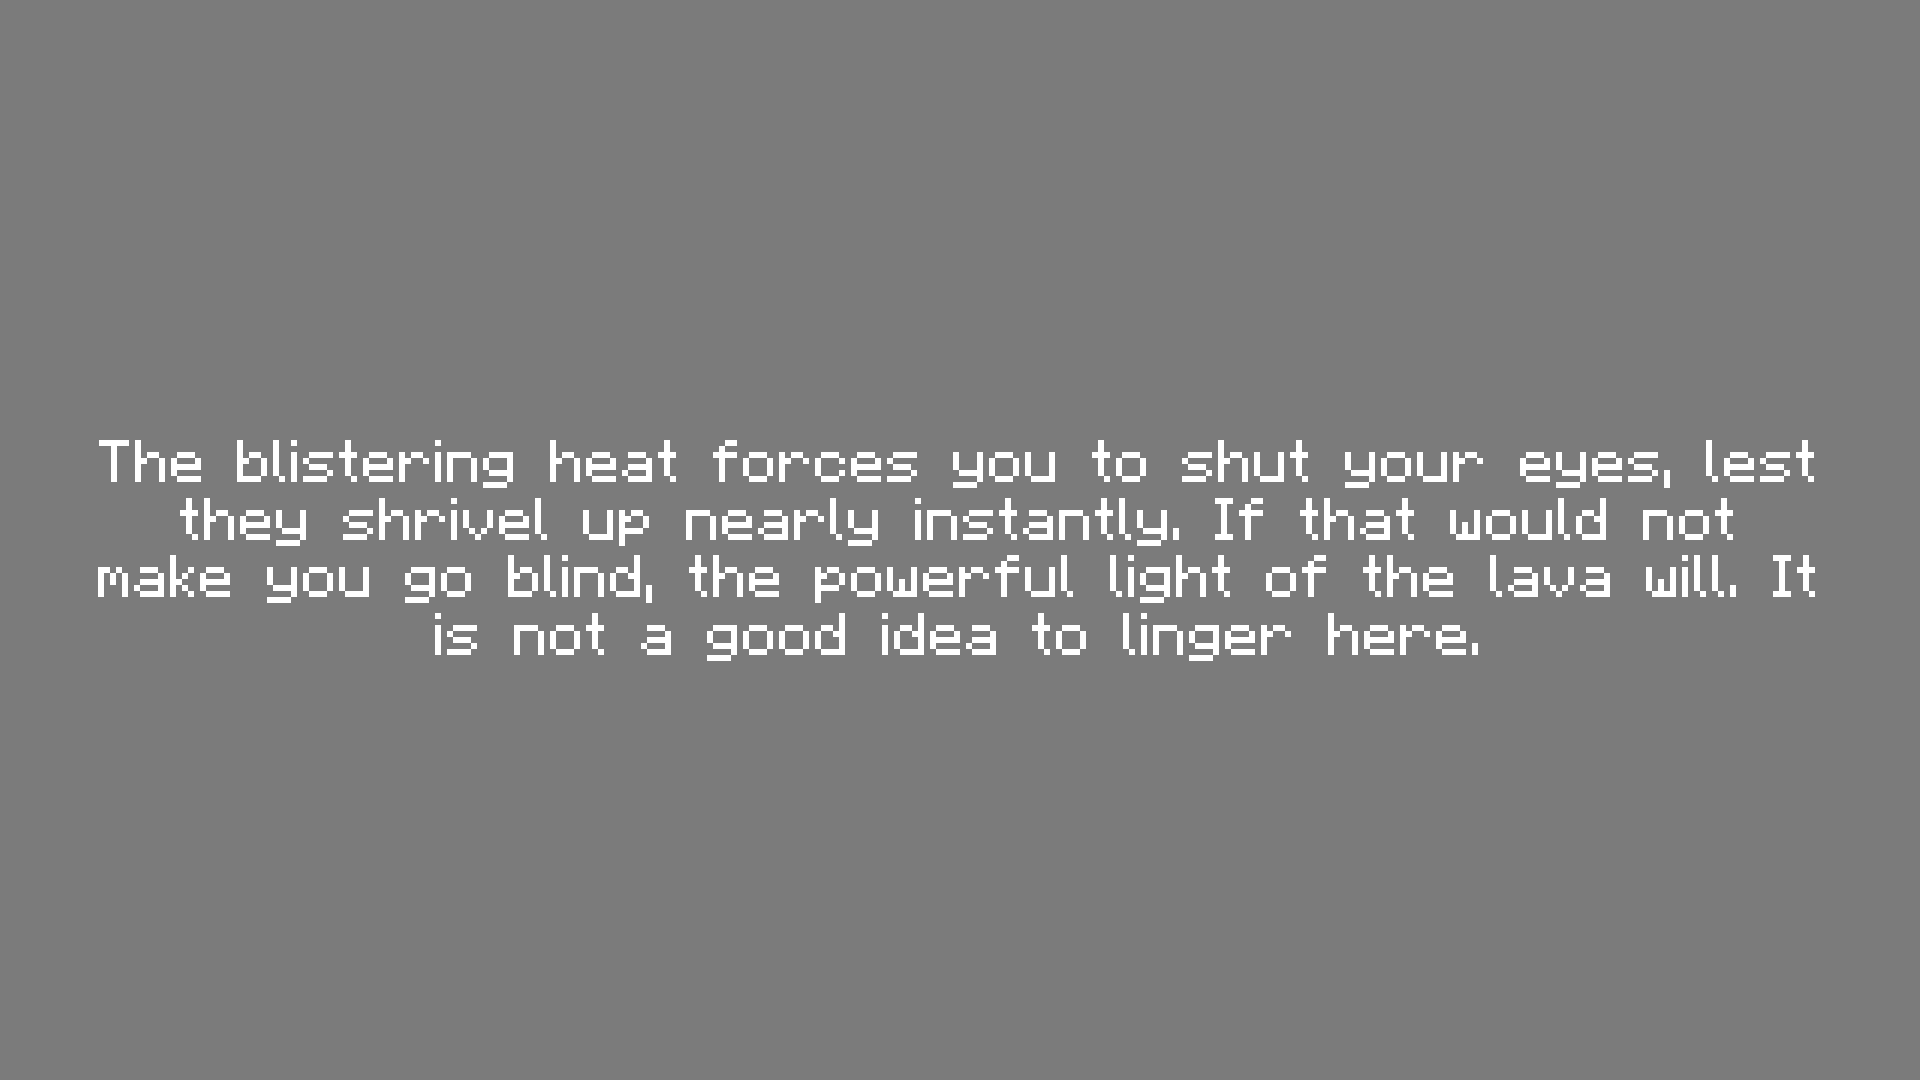 The blistering heat forces you to shut your eyes, lest
they shrivel up nearly instantly. If that would not
make you go blind, the powerful light of the lava will. It
is not a good idea to linger here.